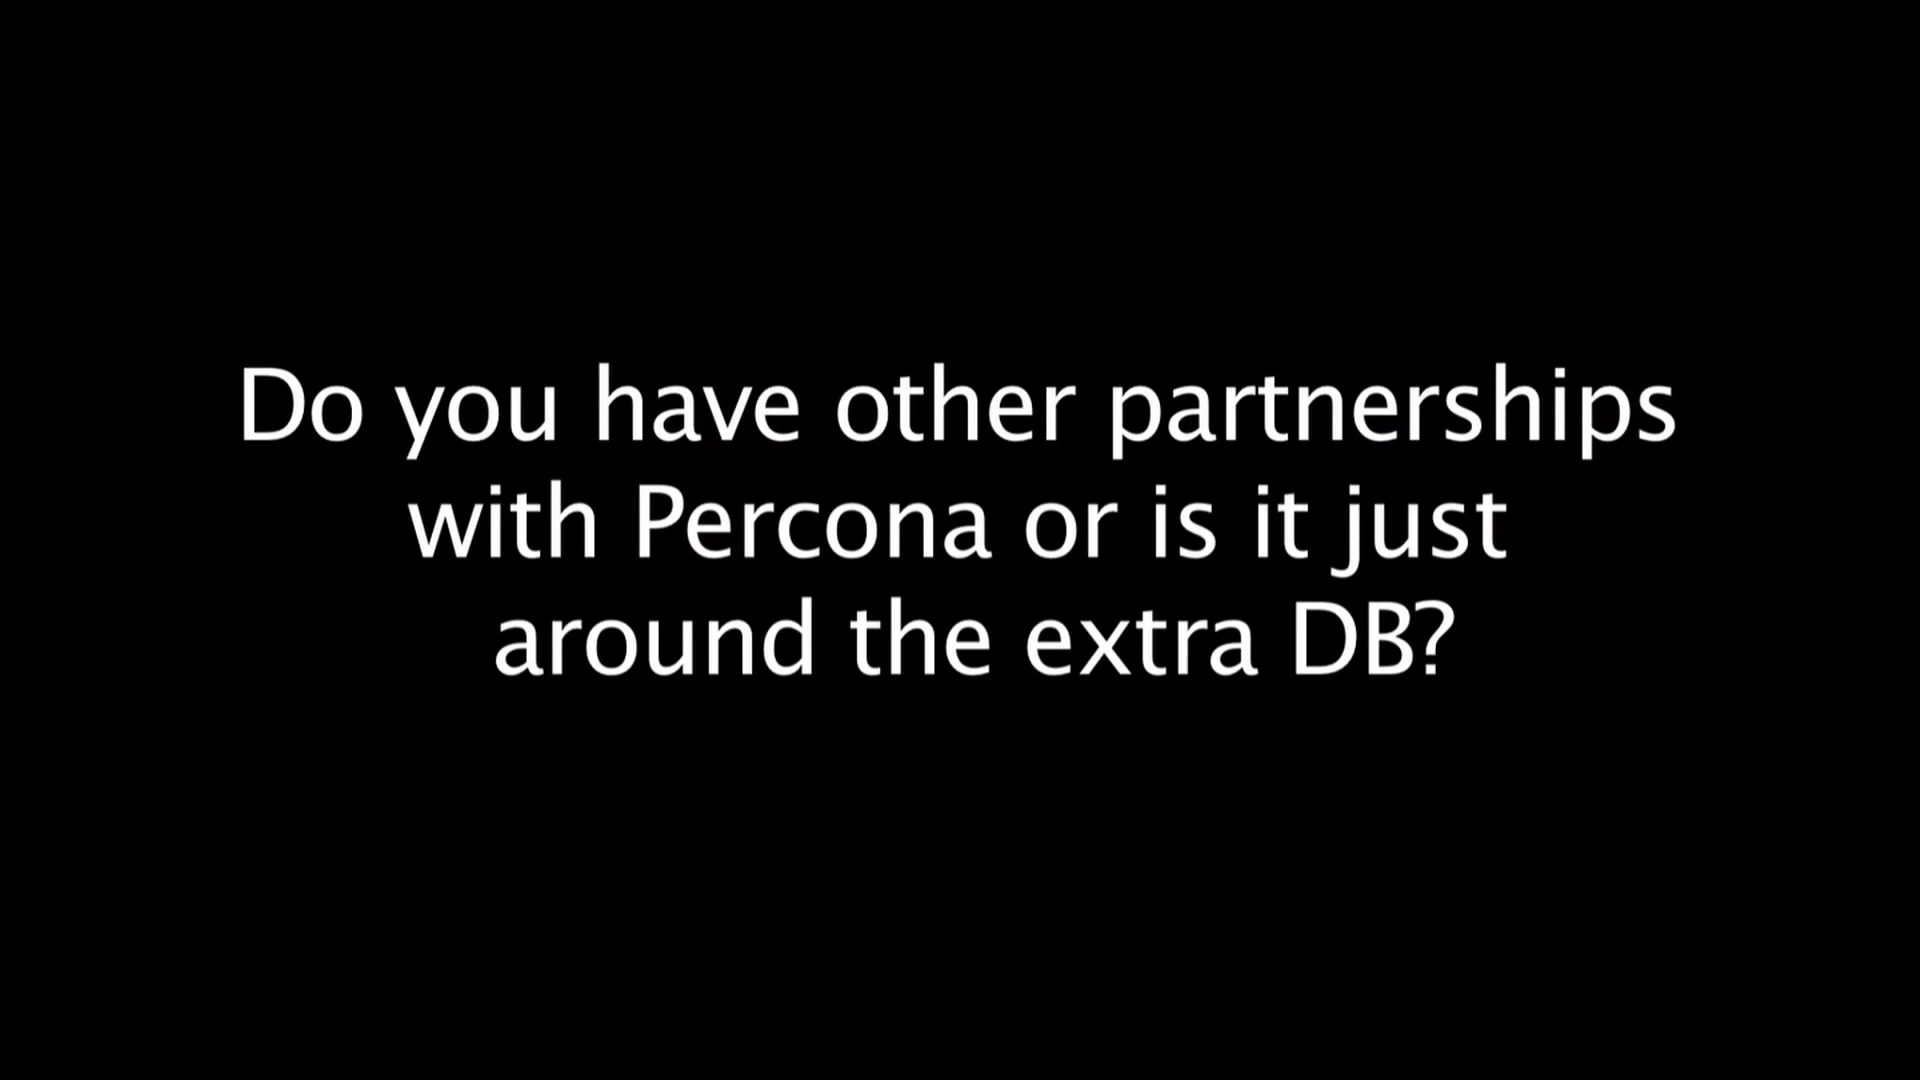 Do you have other partnerships
with Percona or is it just
around the extra DB?